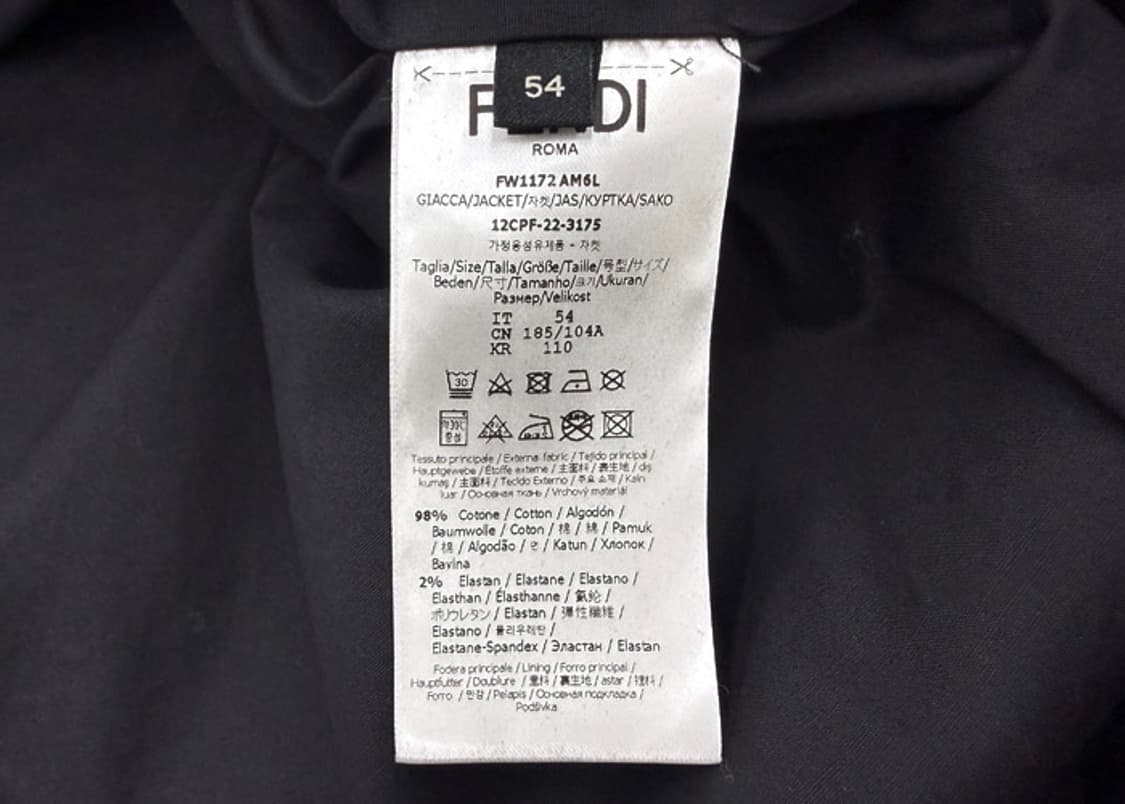 54
FENDI
ROMA
FW1172 AM6L
GIACCA/JACKET/자켓/JAS/КУРТКА/SAKO
12CPF-22-3175
가정용섬유제품 - 자켓
Taglia/Size/Talla/Größe/Taille/号型/サイズ/
Beden/尺寸/Tamanho/크기/Ukuran/
Размер/Velikost
IT 54
CN 185/104A
KR 110
30
약30℃
중성
Tessuto principale / External fabric / Tejido principal /
Hauptgewebe / Étoffe externe / 主面料 / 裏生地 / dış
kumaş / 主面料 / Tecido Externo / 주요 소재 / Kain
luar / Основная ткань / Vrchový materiál
98% Cotone / Cotton / Algodón /
Baumwolle / Coton / 棉 / 綿 / Pamuk
/ 棉 / Algodão / 면 / Katun / Хлопок /
Bavlna
2% Elastan / Elastane / Elastano /
Elasthan / Élasthanne / 氨纶 /
ポリウレタン / Elastan / 彈性纖維 /
Elastano / 폴리우레탄 /
Elastane-Spandex / Эластан / Elastan
Fodera principale / Lining / Forro principal /
Hauptfutter / Doublure / 里料 / 裏生地 / astar / 裡料 /
Forro / 안감 / Pelapis / Основная подкладка /
Podšívka